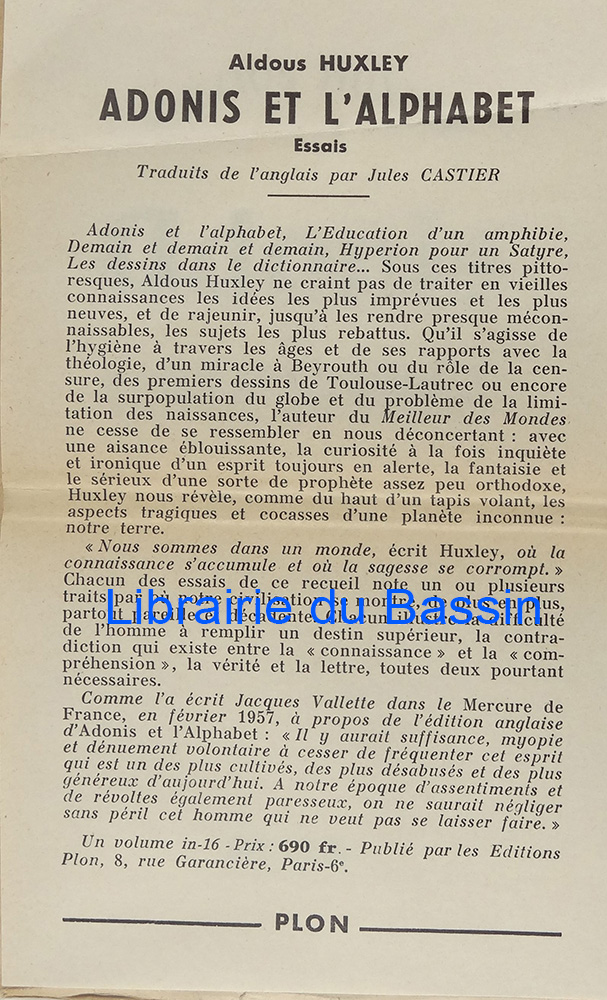 Aldous HUXLEY
ADONIS ET L'ALPHABET
Essais
Traduits de l'anglais par Jules CASTIER
Adonis et l'alphabet, L'Education d'un amphibie,
Demain et demain et demain, Hyperion pour un Satyre,
Les dessins dans le dictionnaire... Sous ces titres pitto-
resques, Aldous Huxley ne craint pas de traiter en vieilles
connaissances les idées les plus imprévues et les plus
neuves, et de rajeunir, jusqu'à les rendre presque mécon-
naissables, les sujets les plus rebattus. Qu'il s'agisse de
l'hygiène à travers les âges et de ses rapports avec la
théologie, d'un miracle à Beyrouth ou du rôle de la cen-
sure, des premiers dessins de Toulouse-Lautrec ou encore
de la surpopulation du globe et du problème de la limi-
tation des naissances, l'auteur du Meilleur des Mondes
ne cesse de se ressembler en nous déconcertant : avec
une aisance éblouissante, la curiosité à la fois inquiète
et ironique d'un esprit toujours en alerte, la fantaisie et
le sérieux d'une sorte de prophète assez peu orthodoxe,
Huxley nous révèle, comme du haut d'un tapis volant, les
aspects tragiques et cocasses d'une planète inconnue :
notre terre.
« Nous sommes dans un monde, écrit Huxley, où la
connaissance s'accumule et où la sagesse se corrompt. »
Chacun des essais de ce recueil note un ou plusieurs
traits par où notre civilisation se montre, de plus en plus,
partout
Librairie du Bassin
de l'homme à remplir un destin supérieur, la contra-
diction qui existe entre la « connaissance » et la « com-
préhension », la vérité et la lettre, toutes deux pourtant
nécessaires.
Comme l'a écrit Jacques Vallette dans le Mercure de
France, en février 1957, à propos de l'édition anglaise
d'Adonis et l'Alphabet : « Il y aurait suffisance, myopie
et dénuement volontaire à cesser de fréquenter cet esprit
qui est un des plus cultivés, des plus désabusés et des plus
généreux d'aujourd'hui. A notre époque d'assentiments et
de révoltes également paresseux, on ne saurait négliger
sans péril cet homme qui ne veut pas se laisser faire. »
Un volume in-16 - Prix : 690 fr. - Publié par les Editions
Plon, 8, rue Garancière, Paris-6e.
PLON